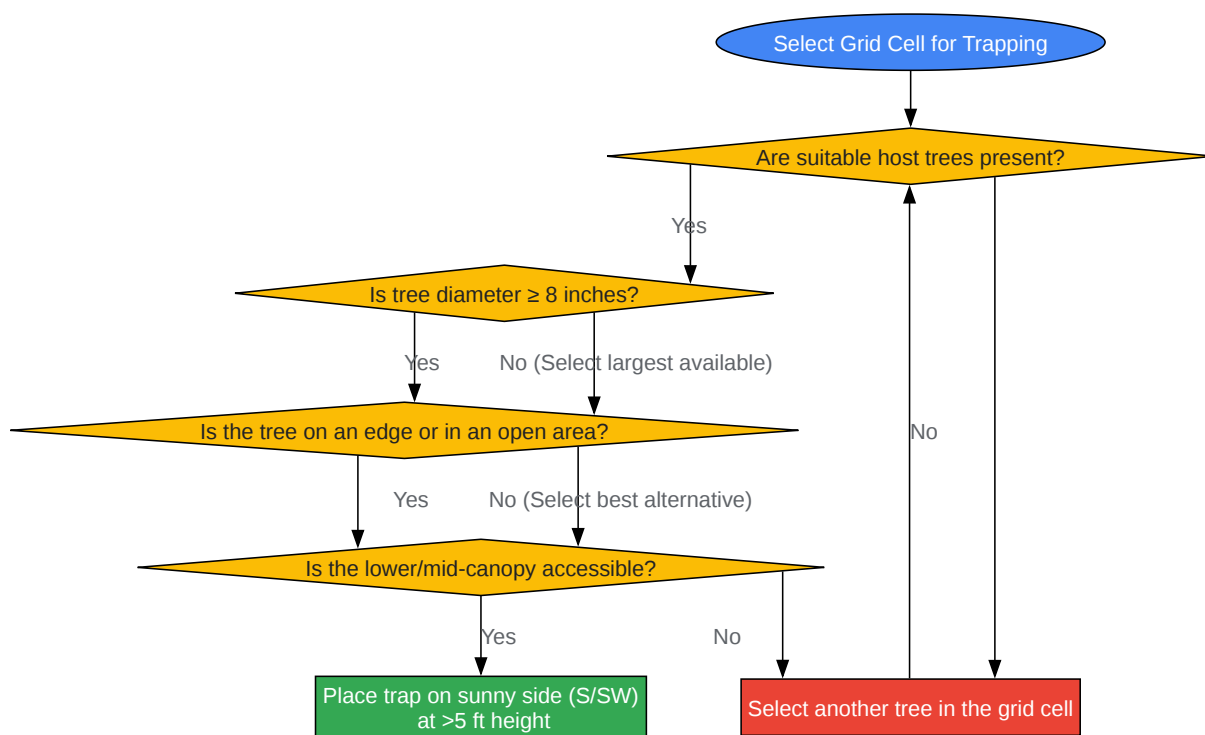 Select Grid Cell for Trapping
Are suitable host trees present?
Yes
Is tree diameter ≥ 8 inches?
Yes
No (Select largest available)
Is the tree on an edge or in an open area?
No
Yes
No (Select best alternative)
Is the lower/mid-canopy accessible?
Yes
No
Place trap on sunny side (S/SW)
at >5 ft height
Select another tree in the grid cell